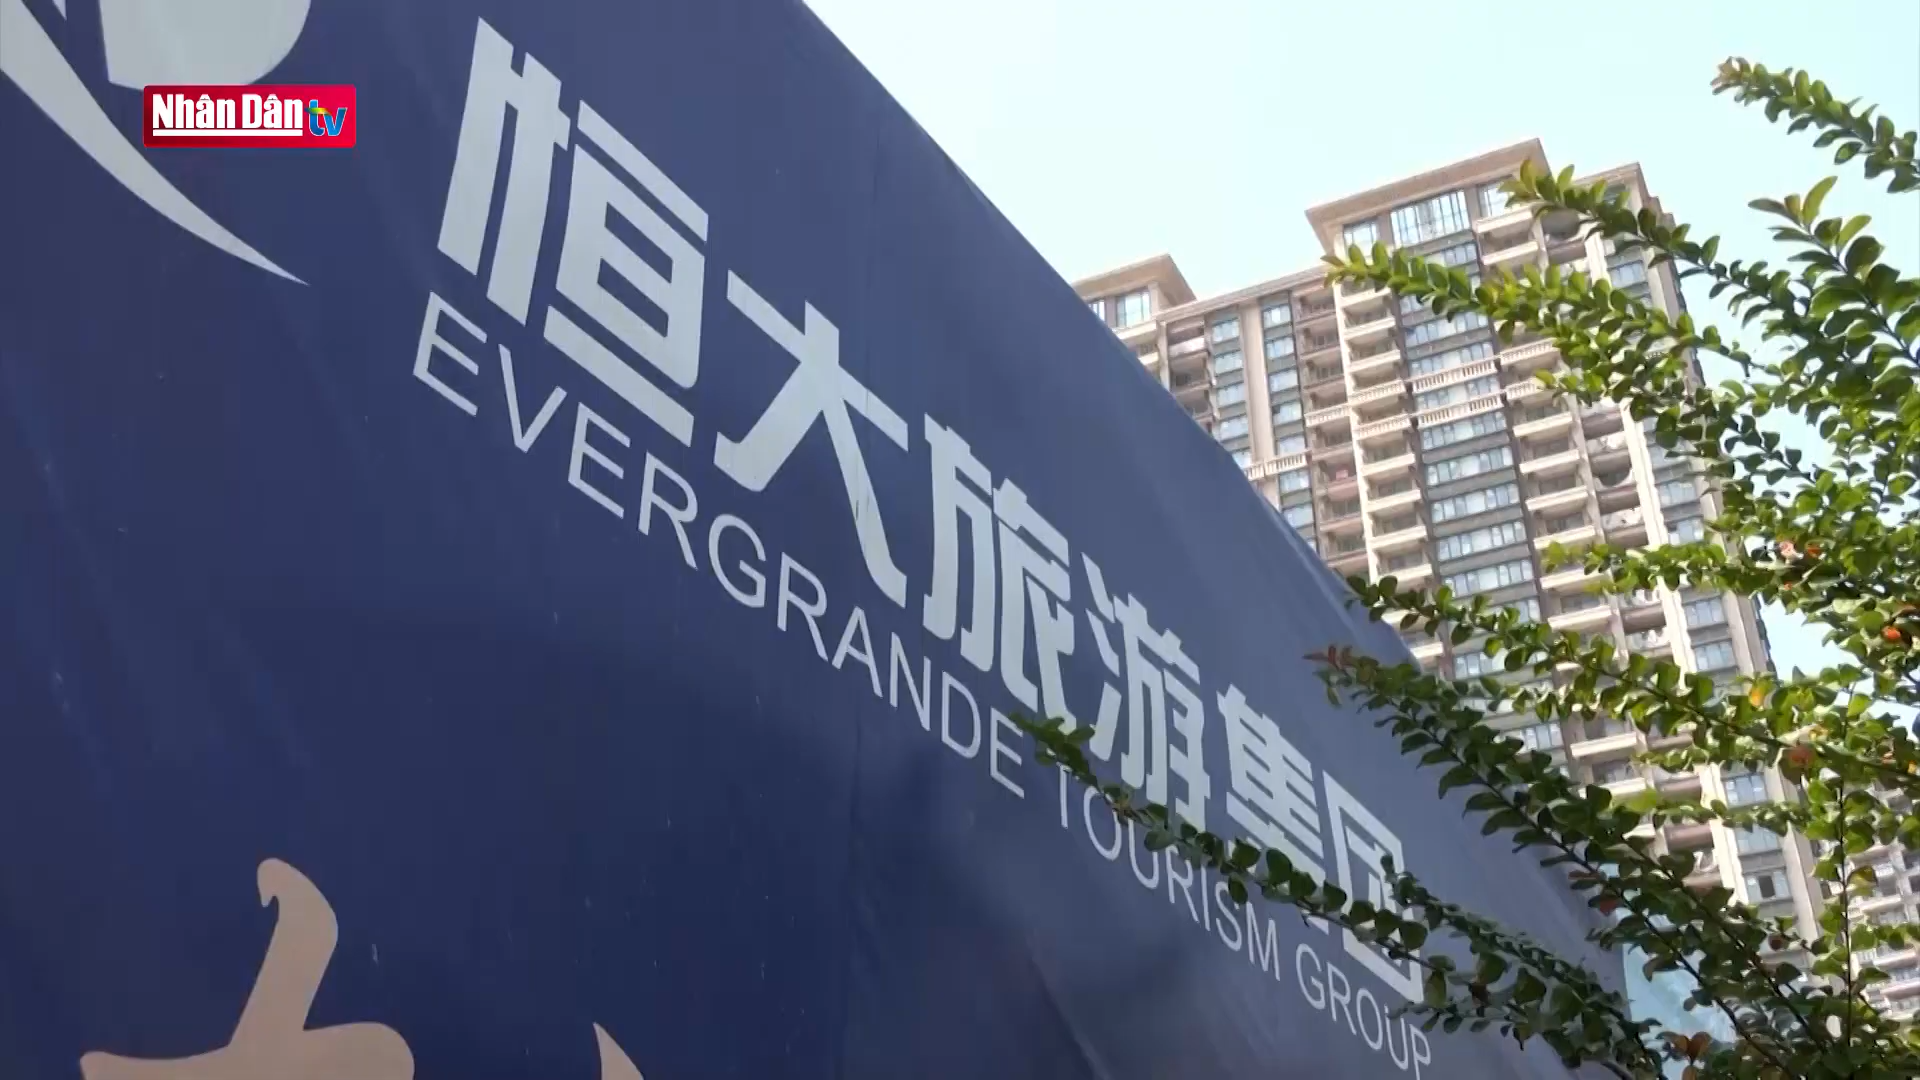 Nhân Dân tv
恒大旅游集团
EVERGRANDE TOURISM GROUP